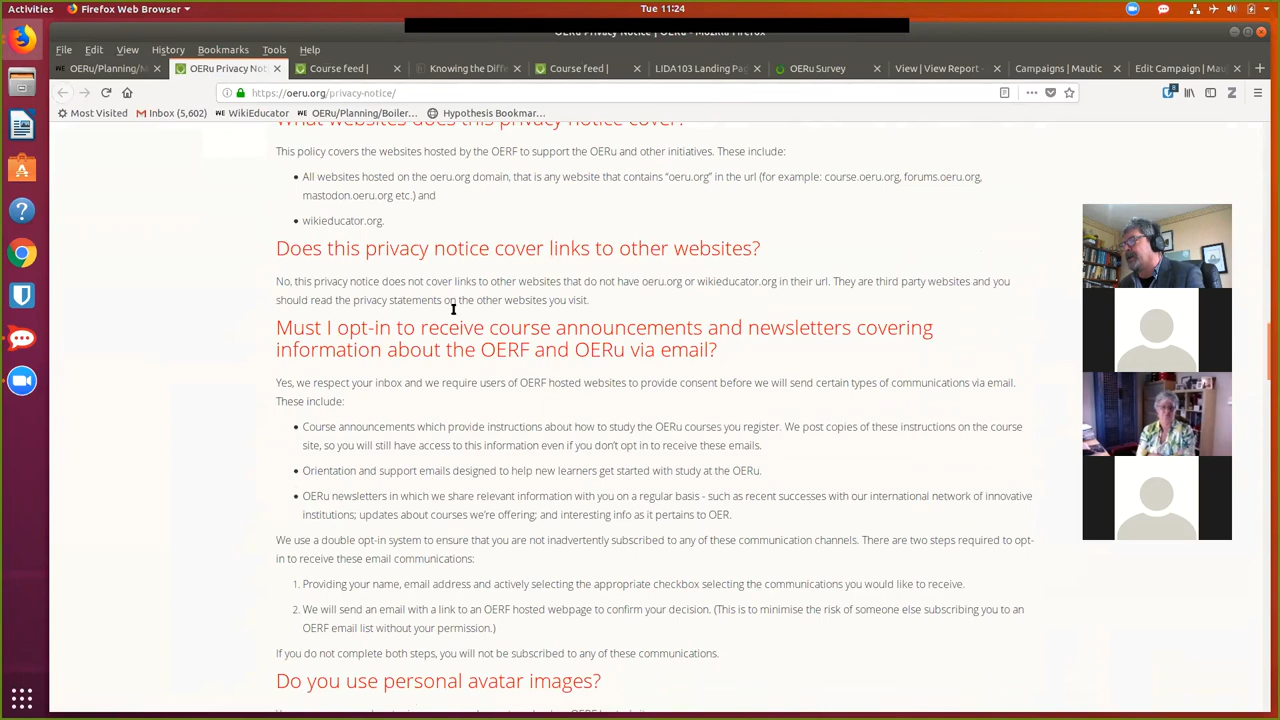 Activities Firefox Web Browser Tue 11:24
OERu Privacy Notice | OERu - Mozilla Firefox
File Edit View History Bookmarks Tools Help
OERu/Planning/M OERu Privacy Not Course feed | Knowing the Diffe Course feed | LIDA103 Landing Pag OERu Survey View | View Report - Campaigns | Mautic Edit Campaign | Mau
https://oeru.org/privacy-notice/
Most Visited Inbox (5,602) WE WikiEducator WE OERu/Planning/Boiler... Hypothesis Bookmar...
What websites does this privacy notice cover?
This policy covers the websites hosted by the OERF to support the OERu and other initiatives. These include:
• All websites hosted on the oeru.org domain, that is any website that contains “oeru.org” in the url (for example: course.oeru.org, forums.oeru.org,
mastodon.oeru.org etc.) and
• wikieducator.org.
Does this privacy notice cover links to other websites?
No, this privacy notice does not cover links to other websites that do not have oeru.org or wikieducator.org in their url. They are third party websites and you
should read the privacy statements on the other websites you visit.
Must I opt-in to receive course announcements and newsletters covering
information about the OERF and OERu via email?
Yes, we respect your inbox and we require users of OERF hosted websites to provide consent before we will send certain types of communications via email.
These include:
• Course announcements which provide instructions about how to study the OERu courses you register. We post copies of these instructions on the course
site, so you will still have access to this information even if you don’t opt in to receive these emails.
• Orientation and support emails designed to help new learners get started with study at the OERu.
• OERu newsletters in which we share relevant information with you on a regular basis - such as recent successes with our international network of innovative
institutions; updates about courses we’re offering; and interesting info as it pertains to OER.
We use a double opt-in system to ensure that you are not inadvertently subscribed to any of these communication channels. There are two steps required to opt-
in to receive these email communications:
1. Providing your name, email address and actively selecting the appropriate checkbox selecting the communications you would like to receive.
2. We will send an email with a link to an OERF hosted webpage to confirm your decision. (This is to minimise the risk of someone else subscribing you to an
OERF email list without your permission.)
If you do not complete both steps, you will not be subscribed to any of these communications.
Do you use personal avatar images?